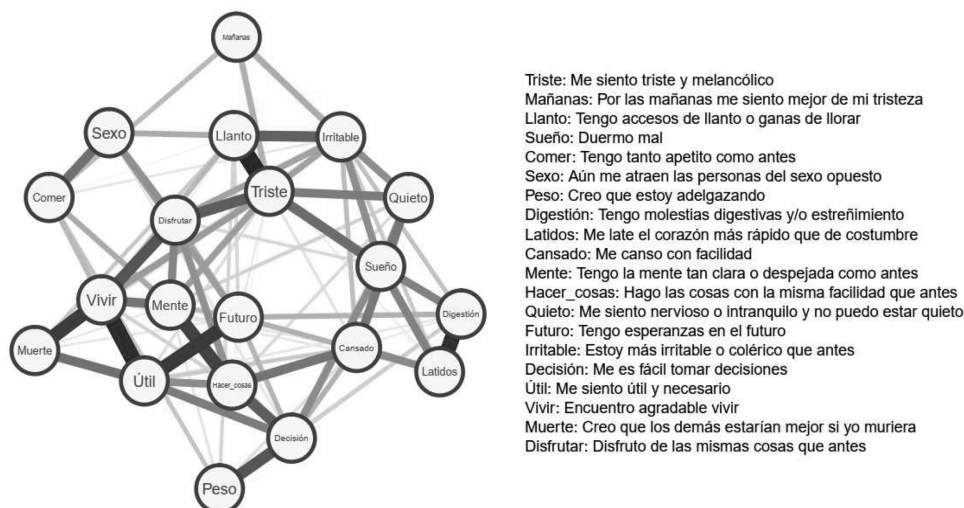 Mañanas
Sexo
Llanto
Irritable
Comer
Triste
Quieto
Disfrutar
Sueño
Vivir
Mente
Futuro
Digestión
Muerte
Cansado
Latidos
Útil
Hacer_cosas
Decisión
Peso
Triste: Me siento triste y melancólico
Mañanas: Por las mañanas me siento mejor de mi tristeza
Llanto: Tengo accesos de llanto o ganas de llorar
Sueño: Duermo mal
Comer: Tengo tanto apetito como antes
Sexo: Aún me atraen las personas del sexo opuesto
Peso: Creo que estoy adelgazando
Digestión: Tengo molestias digestivas y/o estreñimiento
Latidos: Me late el corazón más rápido que de costumbre
Cansado: Me canso con facilidad
Mente: Tengo la mente tan clara o despejada como antes
Hacer_cosas: Hago las cosas con la misma facilidad que antes
Quieto: Me siento nervioso o intranquilo y no puedo estar quieto
Futuro: Tengo esperanzas en el futuro
Irritable: Estoy más irritable o colérico que antes
Decisión: Me es fácil tomar decisiones
Útil: Me siento útil y necesario
Vivir: Encuentro agradable vivir
Muerte: Creo que los demás estarían mejor si yo muriera
Disfrutar: Disfruto de las mismas cosas que antes